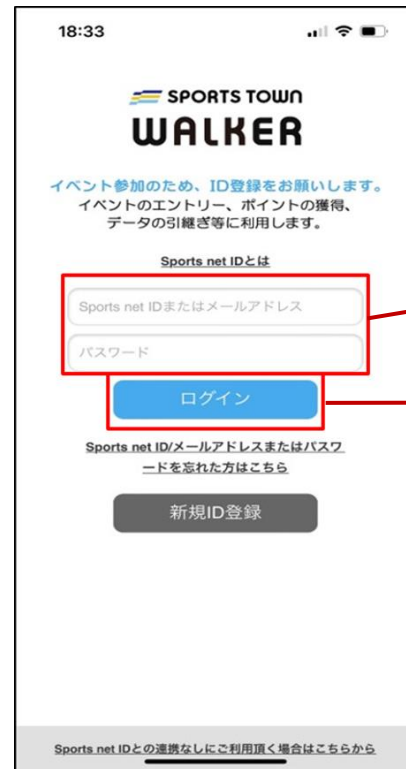 18:33
SPORTS TOWN
WALKER
イベント参加のため、ID登録をお願いします。
イベントのエントリー、ポイントの獲得、
データの引継ぎ等に利用します。
Sports net IDとは
Sports net IDまたはメールアドレス
パスワード
ログイン
Sports net ID/メールアドレスまたはパスワ
ードを忘れた方はこちら
新規ID登録
Sports net IDとの連携なしにご利用頂く場合はこちらから